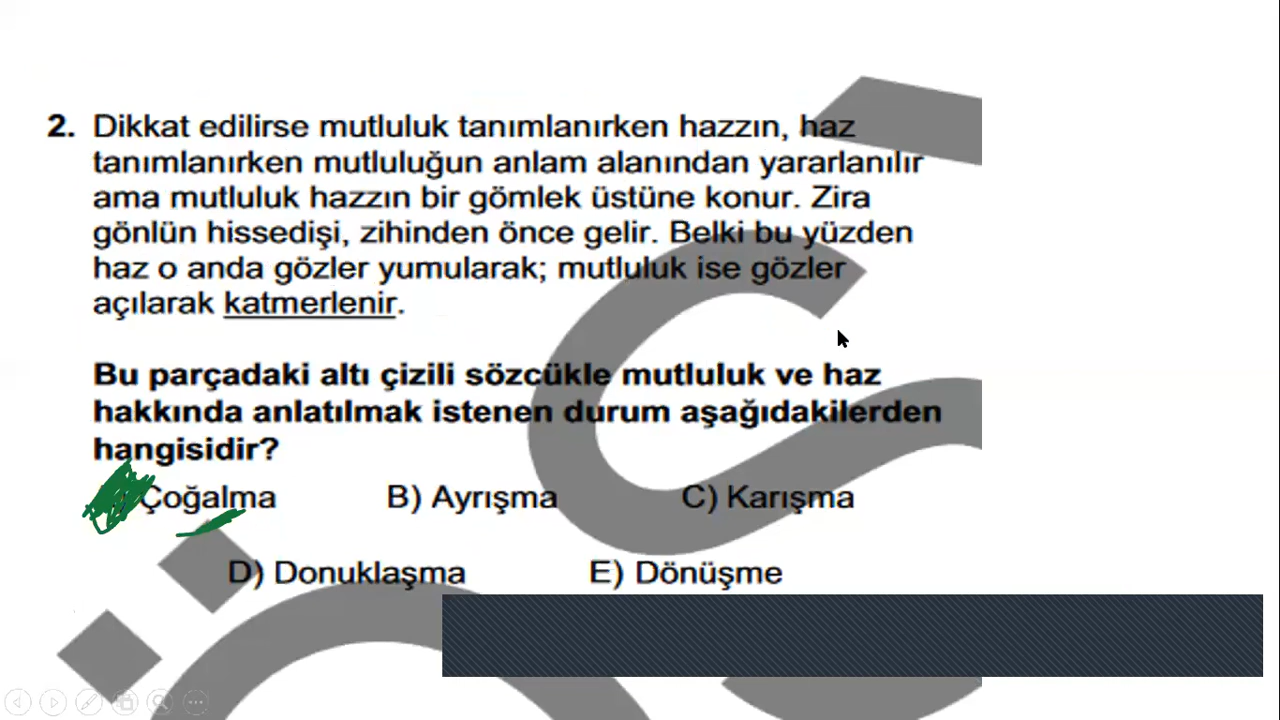 2. Dikkat edilirse mutluluk tanımlanırken hazzın, haz
tanımlanırken mutluluğun anlam alanından yararlanılır
ama mutluluk hazzın bir gömlek üstüne konur. Zira
gönlün hissedişi, zihinden önce gelir. Belki bu yüzden
haz o anda gözler yumularak; mutluluk ise gözler
açılarak katmerlenir.
Bu parçadaki altı çizili sözcükle mutluluk ve haz
hakkında anlatılmak istenen durum aşağıdakilerden
hangisidir?
Çoğalma B) Ayrışma C) Karışma
D) Donuklaşma E) Dönüşme